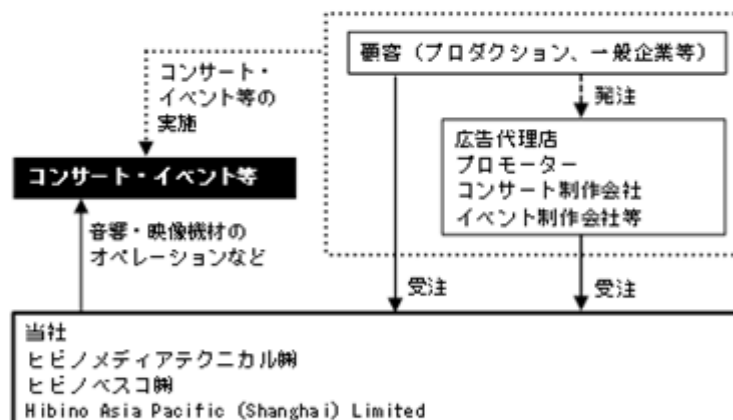 顧客（プロダクション、一般企業等）
コンサート・
イベント等の
実施
発注
広告代理店
プロモーター
コンサート制作会社
イベント制作会社等
コンサート・イベント等
音響・映像機材の
オペレーションなど
受注
受注
当社
ヒビノメディアテクニカル㈱
ヒビノベスコ㈱
Hibino Asia Pacific (Shanghai) Limited